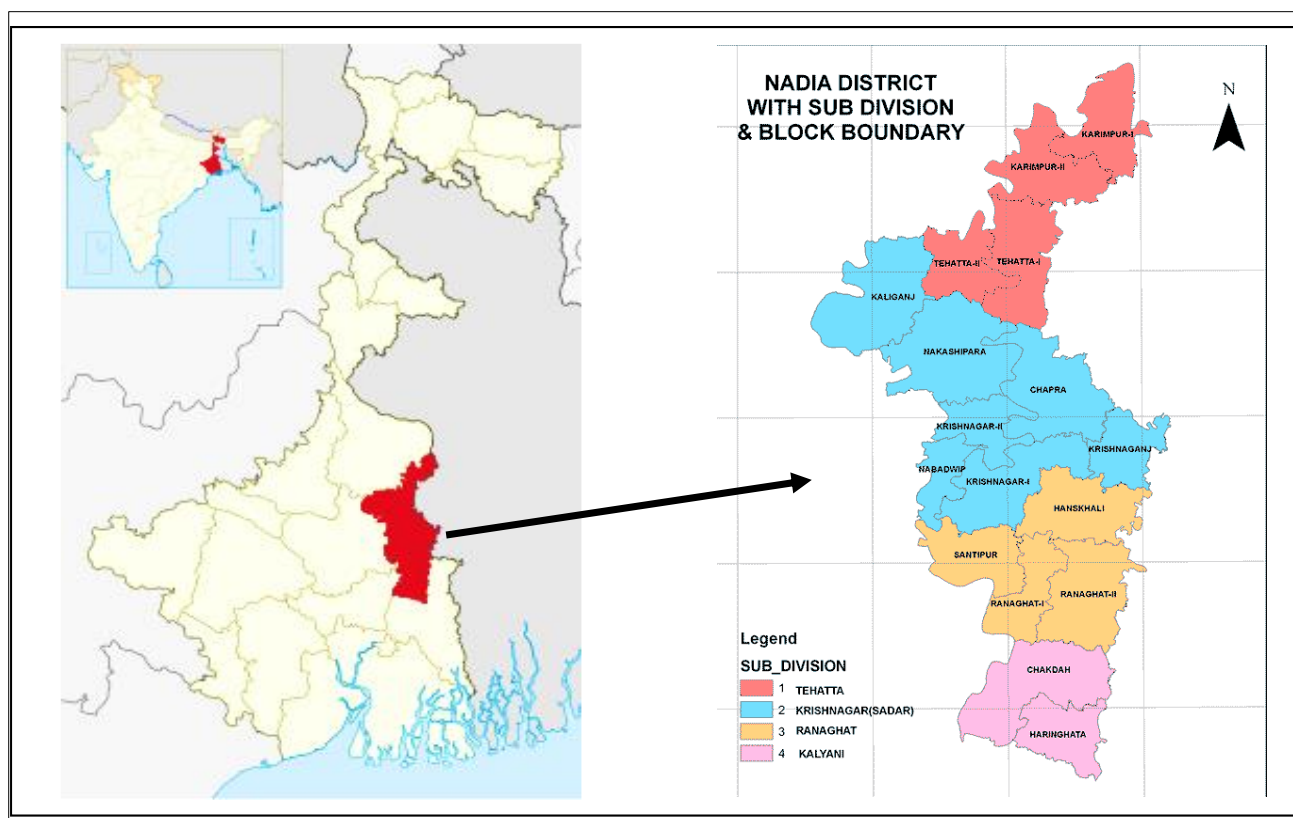 NADIA DISTRICT
WITH SUB DIVISION
& BLOCK BOUNDARY
N
KARIMPUR-I
KARIMPUR-II
TEHATTA-II
TEHATTA-I
KALIGANJ
NAKASHIPARA
CHAPRA
KRISHNAGAR-II
KRISHNAGANJ
NABADWIP
KRISHNAGAR-I
HANSKHALI
SANTIPUR
RANAGHAT-I
RANAGHAT-II
CHAKDAH
HARINGHATA
Legend
SUB_DIVISION
1 TEHATTA
2 KRISHNAGAR(SADAR)
3 RANAGHAT
4 KALYANI